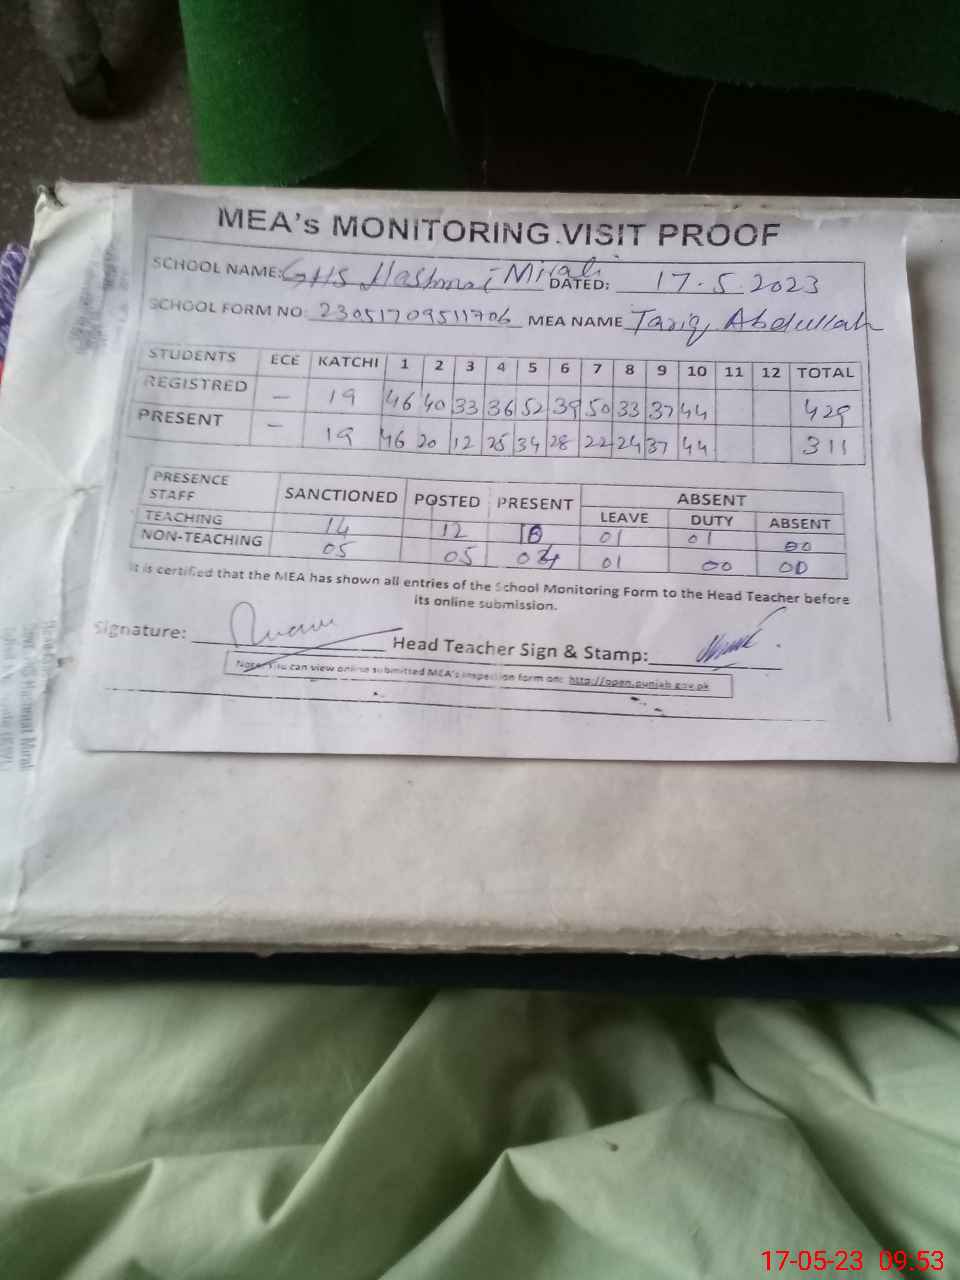 MEA's MONITORING VISIT PROOF
SCHOOL NAME: GHS Hashmat Mirali DATED: 17-5-2023
SCHOOL FORM NO: 23051709511706 MEA NAME Tariq Abdullah
STUDENTS ECE KATCHI 1 2 3 4 5 6 7 8 9 10 11 12 TOTAL
REGISTRED – 19 46 40 33 36 52 39 50 33 37 44 429
PRESENT – 19 46 20 12 25 34 28 22 24 37 44 311
PRESENCE STAFF SANCTIONED POSTED PRESENT ABSENT
LEAVE DUTY ABSENT
TEACHING 14 12 10 01 01 00
NON-TEACHING 05 05 04 01 00 00
It is certified that the MEA has shown all entries of the School Monitoring Form to the Head Teacher before
its online submission.
Signature: Head Teacher Sign & Stamp:
Note: You can view online submitted MEA's inspection form on: http://open.punjab.gov.pk
17-05-23 09:53